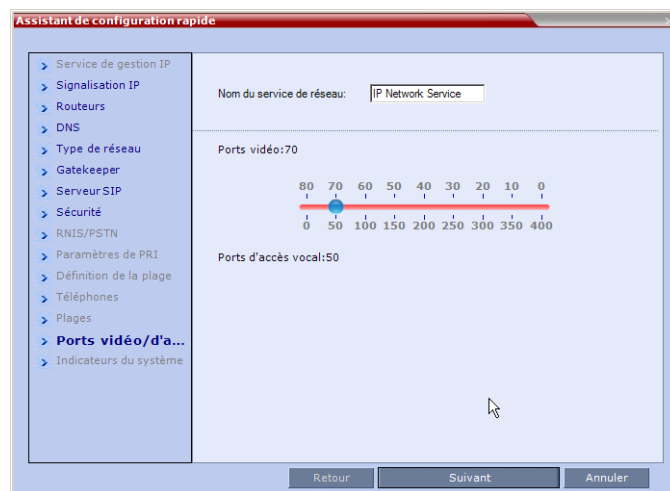 Assistant de configuration rapide
Service de gestion IP
Signalisation IP
Routeurs
DNS
Type de réseau
Gatekeeper
Serveur SIP
Sécurité
RNIS/PSTN
Paramètres de PRI
Définition de la plage
Téléphones
Plages
Ports vidéo/d'a...
Indicateurs du système
Nom du service de réseau: IP Network Service
Ports vidéo:70
80 70 60 50 40 30 20 10 0
0 50 100 150 200 250 300 350 400
Ports d'accès vocal:50
Retour Suivant Annuler